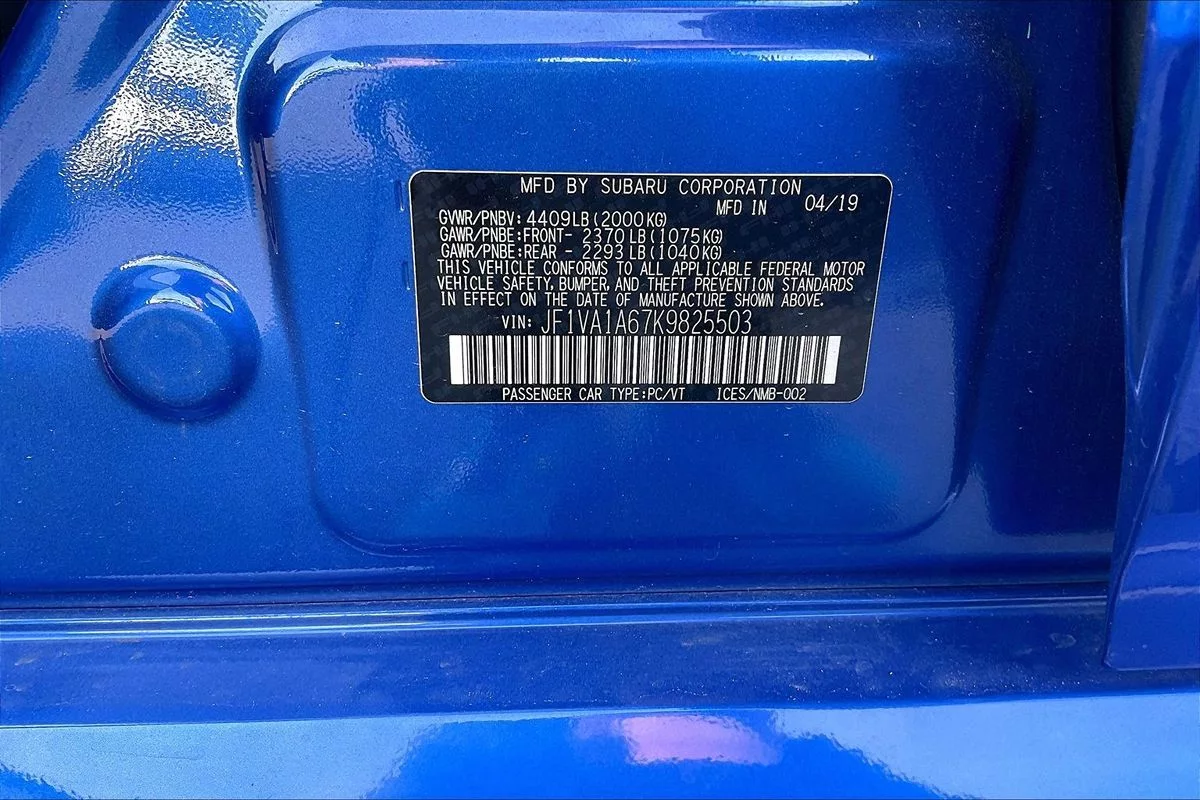 MFD BY SUBARU CORPORATION
MFD IN 04/19
GVWR/PNBV: 4409LB(2000KG)
GAWR/PNBE:FRONT- 2370 LB(1075KG)
GAWR/PNBE:REAR - 2293 LB(1040KG)
THIS VEHICLE CONFORMS TO ALL APPLICABLE FEDERAL MOTOR
VEHICLE SAFETY, BUMPER, AND THEFT PREVENTION STANDARDS
IN EFFECT ON THE DATE OF MANUFACTURE SHOWN ABOVE.
VIN: JF1VA1A67K9825503
PASSENGER CAR TYPE:PC/VT ICES/NMB-002